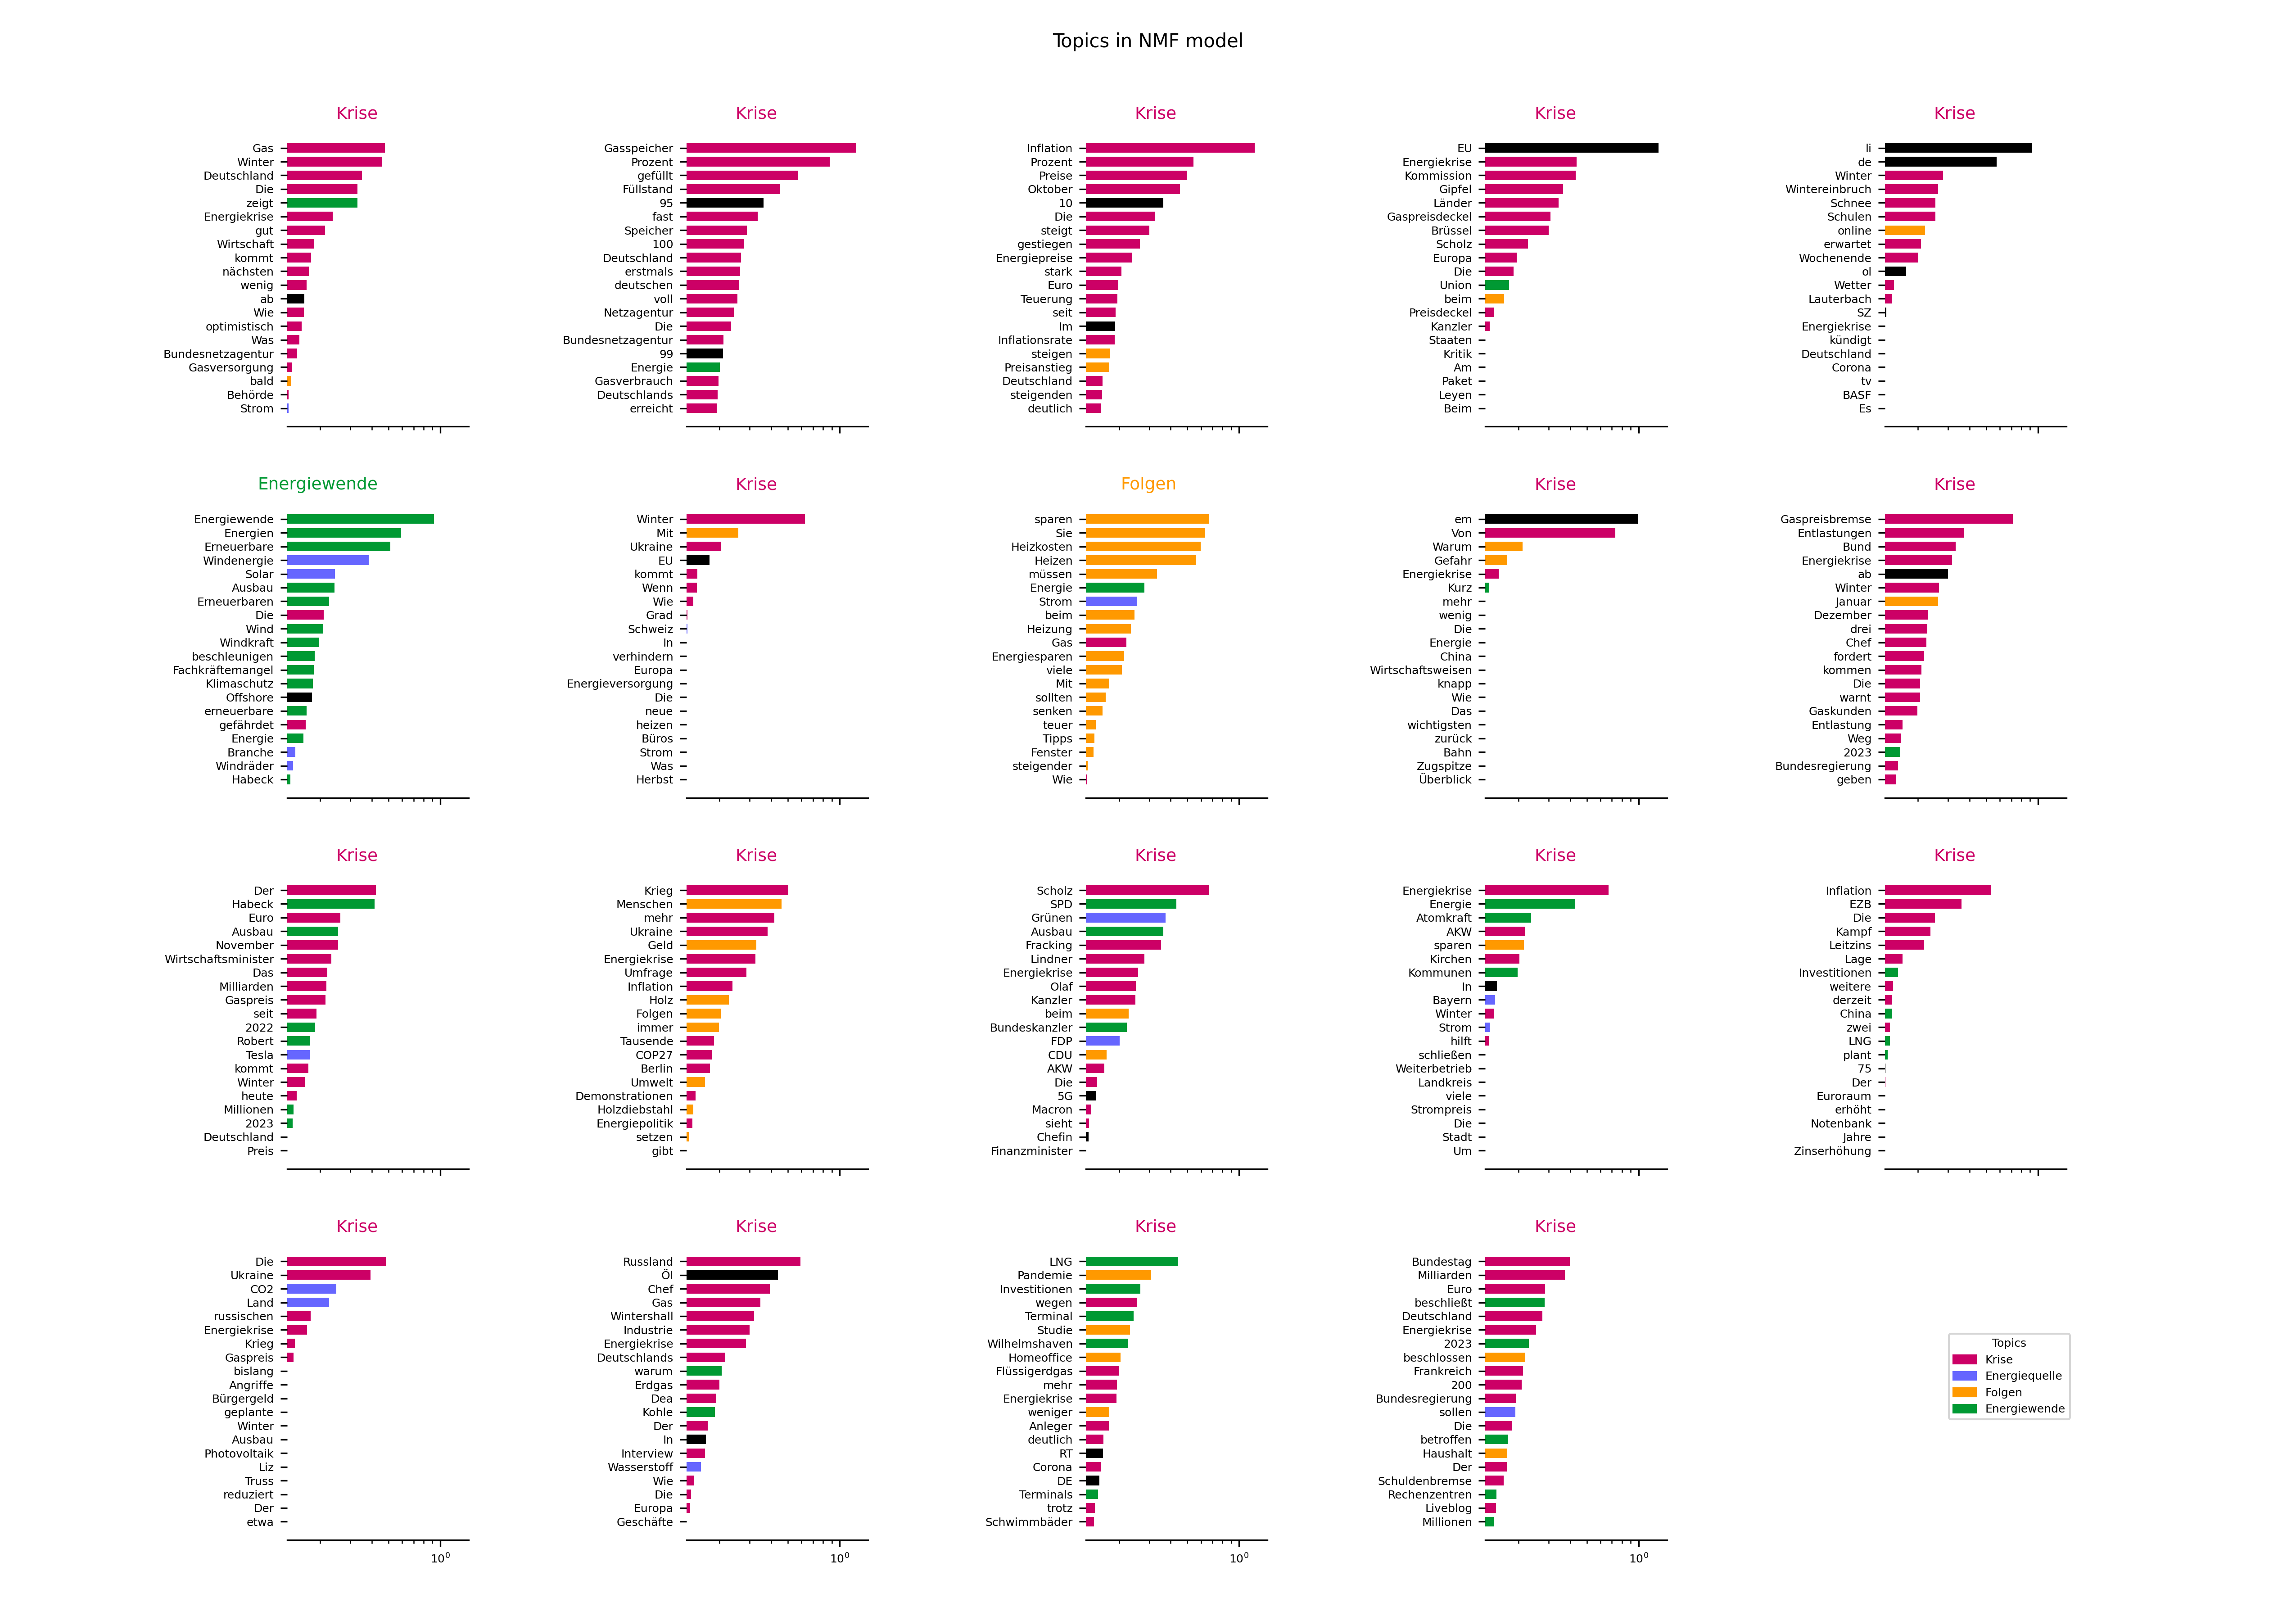 Topics in NMF model
Krise
Gas
Winter
Deutschland
Die
zeigt
Energiekrise
gut
Wirtschaft
kommt
nächsten
wenig
ab
Wie
optimistisch
Was
Bundesnetzagentur
Gasversorgung
bald
Behörde
Strom
Krise
Gasspeicher
Prozent
gefüllt
Füllstand
95
fast
Speicher
100
Deutschland
erstmals
deutschen
voll
Netzagentur
Die
Bundesnetzagentur
99
Energie
Gasverbrauch
Deutschlands
erreicht
Krise
Inflation
Prozent
Preise
Oktober
10
Die
steigt
gestiegen
Energiepreise
stark
Euro
Teuerung
seit
Im
Inflationsrate
steigen
Preisanstieg
Deutschland
steigenden
deutlich
Krise
EU
Energiekrise
Kommission
Gipfel
Länder
Gaspreisdeckel
Brüssel
Scholz
Europa
Die
Union
beim
Preisdeckel
Kanzler
Staaten
Kritik
Am
Paket
Leyen
Beim
Krise
li
de
Winter
Wintereinbruch
Schnee
Schulen
online
erwartet
Wochenende
ol
Wetter
Lauterbach
SZ
Energiekrise
kündigt
Deutschland
Corona
tv
BASF
Es
Energiewende
Energiewende
Energien
Erneuerbare
Windenergie
Solar
Ausbau
Erneuerbaren
Die
Wind
Windkraft
beschleunigen
Fachkräftemangel
Klimaschutz
Offshore
erneuerbare
gefährdet
Energie
Branche
Windräder
Habeck
Krise
Winter
Mit
Ukraine
EU
kommt
Wenn
Wie
Grad
Schweiz
In
verhindern
Europa
Energieversorgung
Die
neue
heizen
Büros
Strom
Was
Herbst
Folgen
sparen
Sie
Heizkosten
Heizen
müssen
Energie
Strom
beim
Heizung
Gas
Energiesparen
viele
Mit
sollten
senken
teuer
Tipps
Fenster
steigender
Wie
Krise
em
Von
Warum
Gefahr
Energiekrise
Kurz
mehr
wenig
Die
Energie
China
Wirtschaftsweisen
knapp
Wie
Das
wichtigsten
zurück
Bahn
Zugspitze
Überblick
Krise
Gaspreisbremse
Entlastungen
Bund
Energiekrise
ab
Winter
Januar
Dezember
drei
Chef
fordert
kommen
Die
warnt
Gaskunden
Entlastung
Weg
2023
Bundesregierung
geben
Krise
Der
Habeck
Euro
Ausbau
November
Wirtschaftsminister
Das
Milliarden
Gaspreis
seit
2022
Robert
Tesla
kommt
Winter
heute
Millionen
2023
Deutschland
Preis
Krise
Krieg
Menschen
mehr
Ukraine
Geld
Energiekrise
Umfrage
Inflation
Holz
Folgen
immer
Tausende
COP27
Berlin
Umwelt
Demonstrationen
Holzdiebstahl
Energiepolitik
setzen
gibt
Krise
Scholz
SPD
Grünen
Ausbau
Fracking
Lindner
Energiekrise
Olaf
Kanzler
beim
Bundeskanzler
FDP
CDU
AKW
Die
5G
Macron
sieht
Chefin
Finanzminister
Krise
Energiekrise
Energie
Atomkraft
AKW
sparen
Kirchen
Kommunen
In
Bayern
Winter
Strom
hilft
schließen
Weiterbetrieb
Landkreis
viele
Strompreis
Die
Stadt
Um
Krise
Inflation
EZB
Die
Kampf
Leitzins
Lage
Investitionen
weitere
derzeit
China
zwei
LNG
plant
75
Der
Euroraum
erhöht
Notenbank
Jahre
Zinserhöhung
Krise
Die
Ukraine
CO2
Land
russischen
Energiekrise
Krieg
Gaspreis
bislang
Angriffe
Bürgergeld
geplante
Winter
Ausbau
Photovoltaik
Liz
Truss
reduziert
Der
etwa
10⁰
Krise
Russland
Öl
Chef
Gas
Wintershall
Industrie
Energiekrise
Deutschlands
warum
Erdgas
Dea
Kohle
Der
In
Interview
Wasserstoff
Wie
Die
Europa
Geschäfte
10⁰
Krise
LNG
Pandemie
Investitionen
wegen
Terminal
Studie
Wilhelmshaven
Homeoffice
Flüssigerdgas
mehr
Energiekrise
weniger
Anleger
deutlich
RT
Corona
DE
Terminals
trotz
Schwimmbäder
10⁰
Krise
Bundestag
Milliarden
Euro
beschließt
Deutschland
Energiekrise
2023
beschlossen
Frankreich
200
Bundesregierung
sollen
Die
betroffen
Haushalt
Der
Schuldenbremse
Rechenzentren
Liveblog
Millionen
10⁰
Topics
Krise
Energiequelle
Folgen
Energiewende